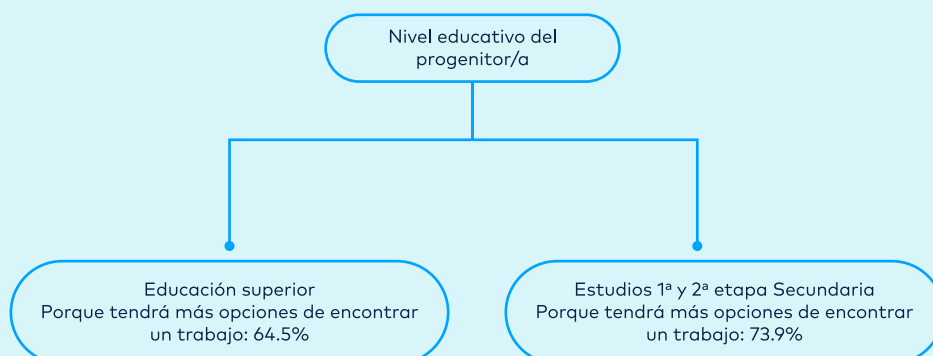 Nivel educativo del
progenitor/a
Educación superior
Porque tendrá más opciones de encontrar
un trabajo: 64.5%
Estudios 1ª y 2ª etapa Secundaria
Porque tendrá más opciones de encontrar
un trabajo: 73.9%